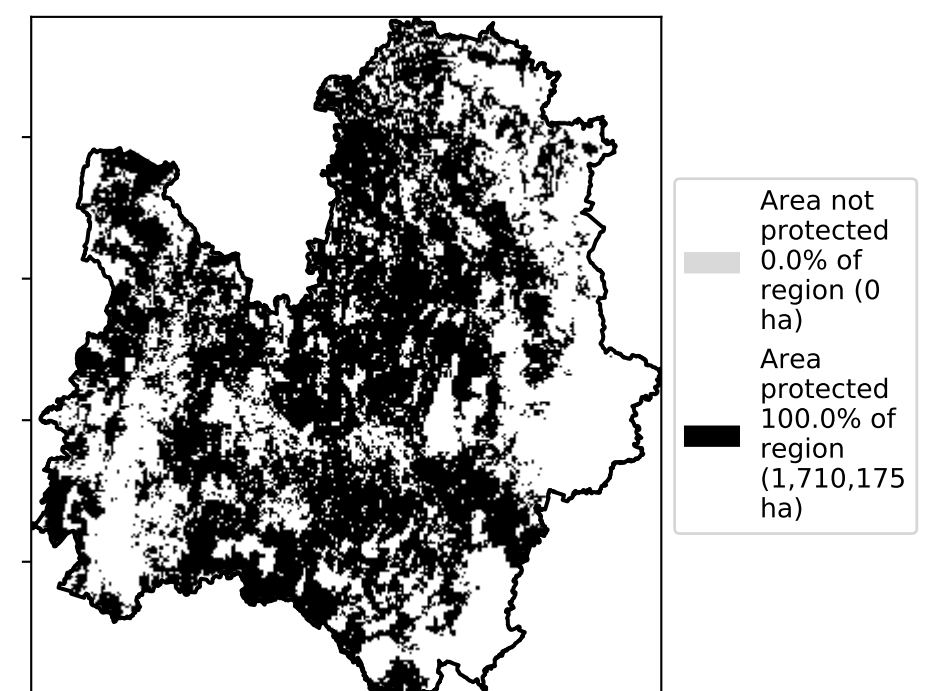 Area not
protected
0.0% of
region (0
ha)
Area
protected
100.0% of
region
(1,710,175
ha)